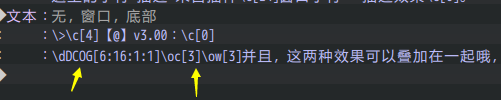 文本：无, 窗口, 底部
：\>\c[4]【@】v3.00：\c[0]
：\dDCOG[6:16:1:1]\oc[3]\ow[3]并且，这两种效果可以叠加在一起哦，